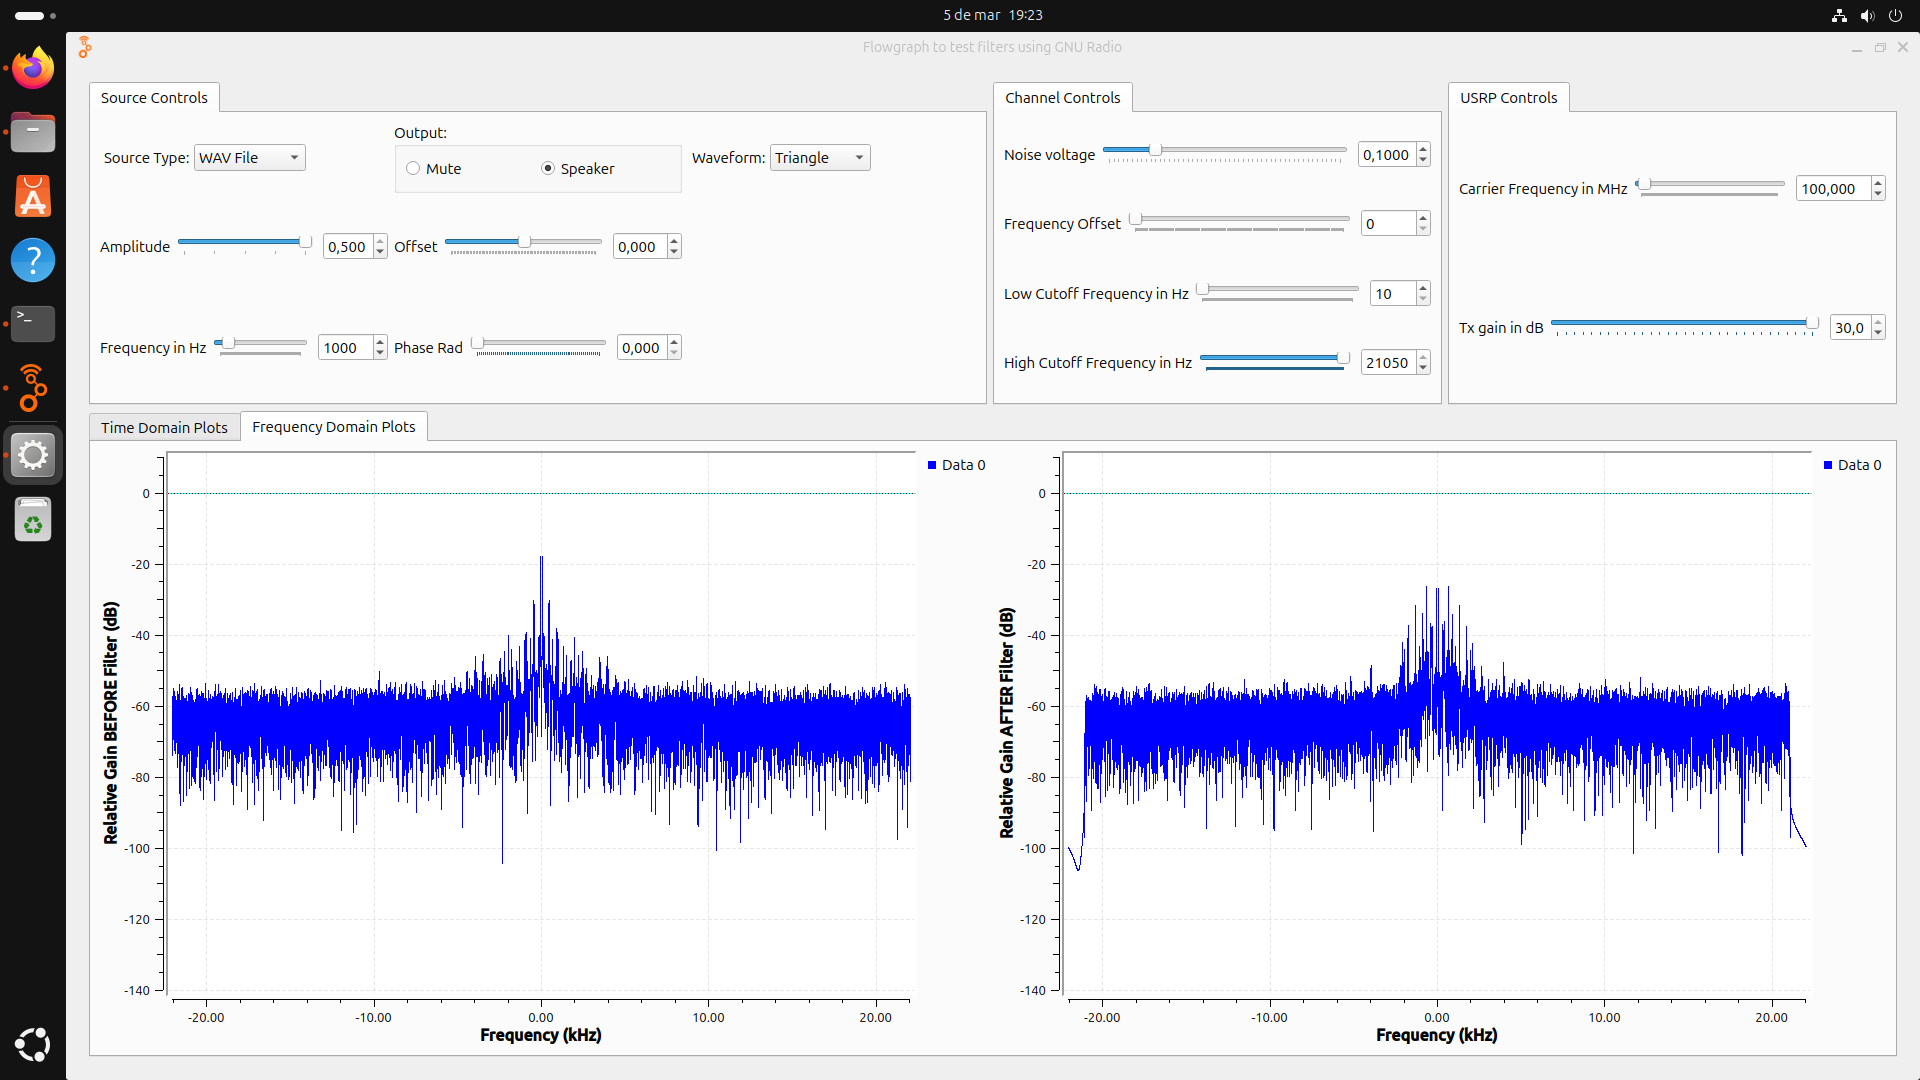 5 de mar 19:23
Flowgraph to test filters using GNU Radio
Source Controls
Source Type: WAV File
Output:
Mute
Speaker
Waveform: Triangle
Amplitude 0,500
Offset 0,000
Frequency in Hz 1000
Phase Rad 0,000
Channel Controls
Noise voltage 0,1000
Frequency Offset 0
Low Cutoff Frequency in Hz 10
High Cutoff Frequency in Hz 21050
USRP Controls
Carrier Frequency in MHz 100,000
Tx gain in dB 30,0
Time Domain Plots
Frequency Domain Plots
Relative Gain BEFORE Filter (dB)
0
-20
-40
-60
-80
-100
-120
-140
-20.00 -10.00 0.00 10.00 20.00
Frequency (kHz)
Data 0
Relative Gain AFTER Filter (dB)
0
-20
-40
-60
-80
-100
-120
-140
-20.00 -10.00 0.00 10.00 20.00
Frequency (kHz)
Data 0